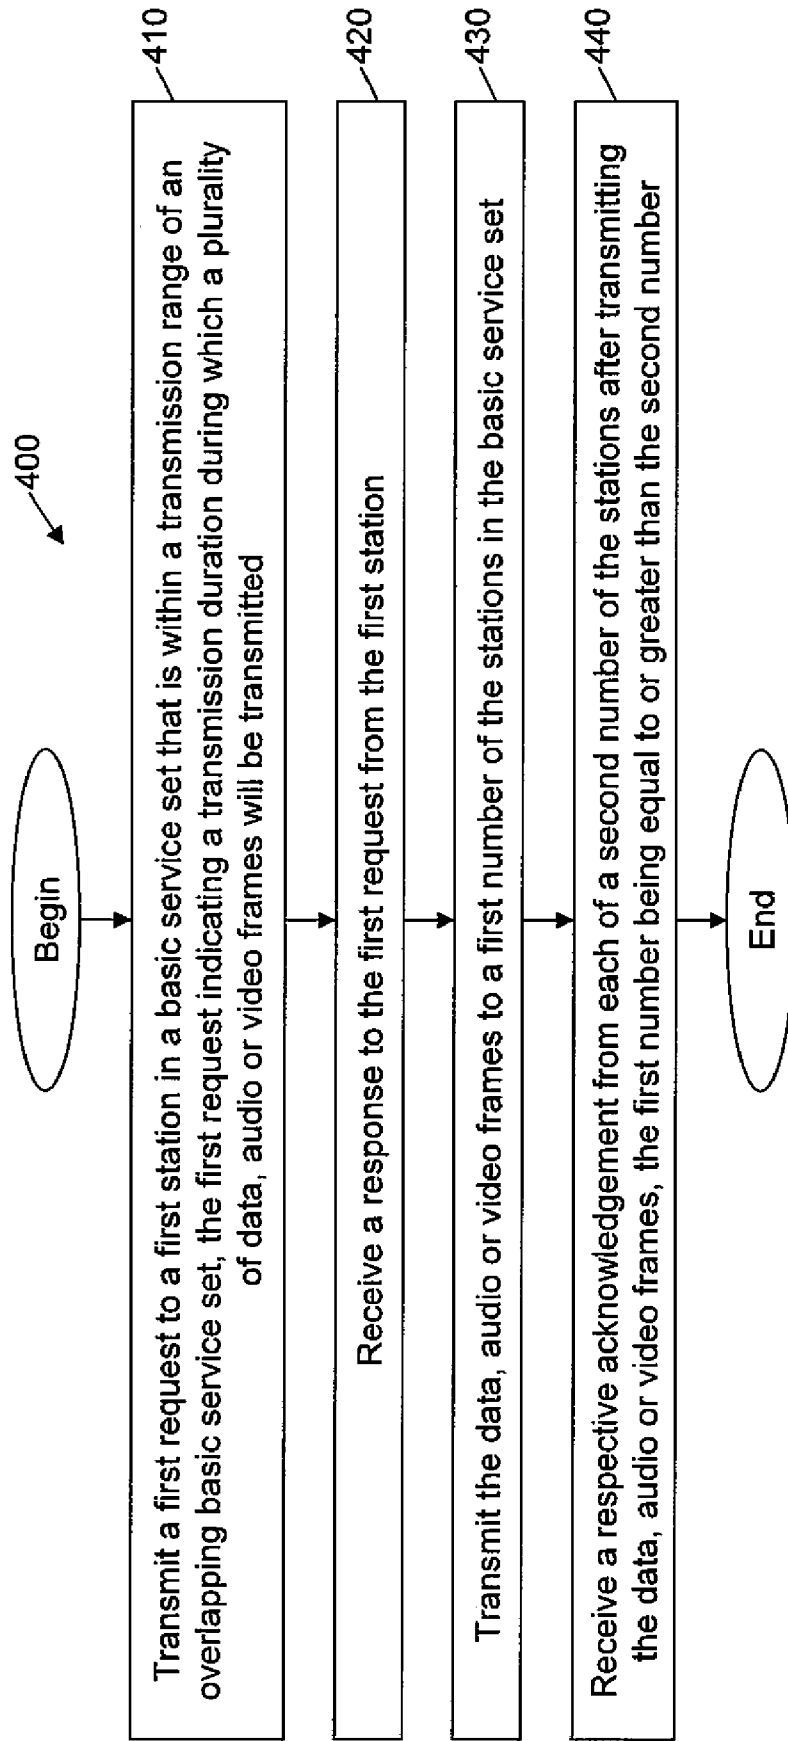 400
Begin
Transmit a first request to a first station in a basic service set that is within a transmission range of an
overlapping basic service set, the first request indicating a transmission duration during which a plurality
of data, audio or video frames will be transmitted
410
Receive a response to the first request from the first station
420
Transmit the data, audio or video frames to a first number of the stations in the basic service set
430
Receive a respective acknowledgement from each of a second number of the stations after transmitting
the data, audio or video frames, the first number being equal to or greater than the second number
440
End